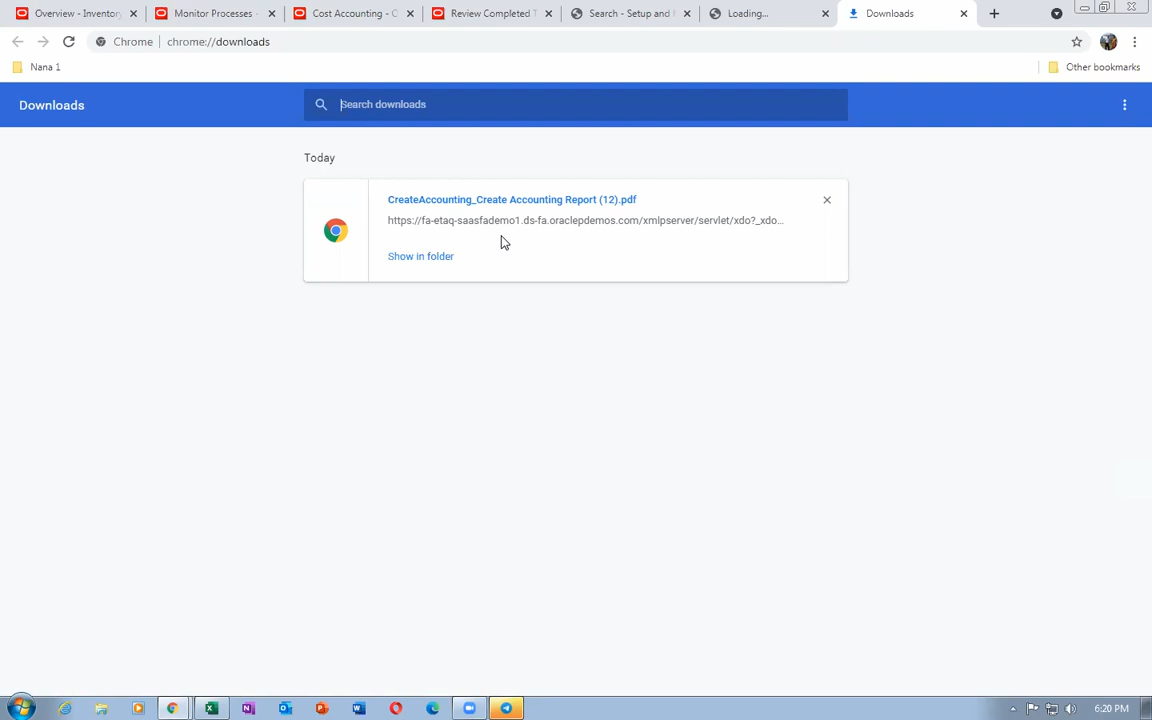 Overview - Inventory
Monitor Processes -
Cost Accounting - C
Review Completed T
Search - Setup and
Loading...
Downloads
Chrome
chrome://downloads
Nana 1
Other bookmarks
Downloads
Search downloads
Today
CreateAccounting_Create Accounting Report (12).pdf
https://fa-etaq-saasfademo1.ds-fa.oraclepdemos.com/xmlpserver/servlet/xdo?_xdo...
Show in folder
6:20 PM